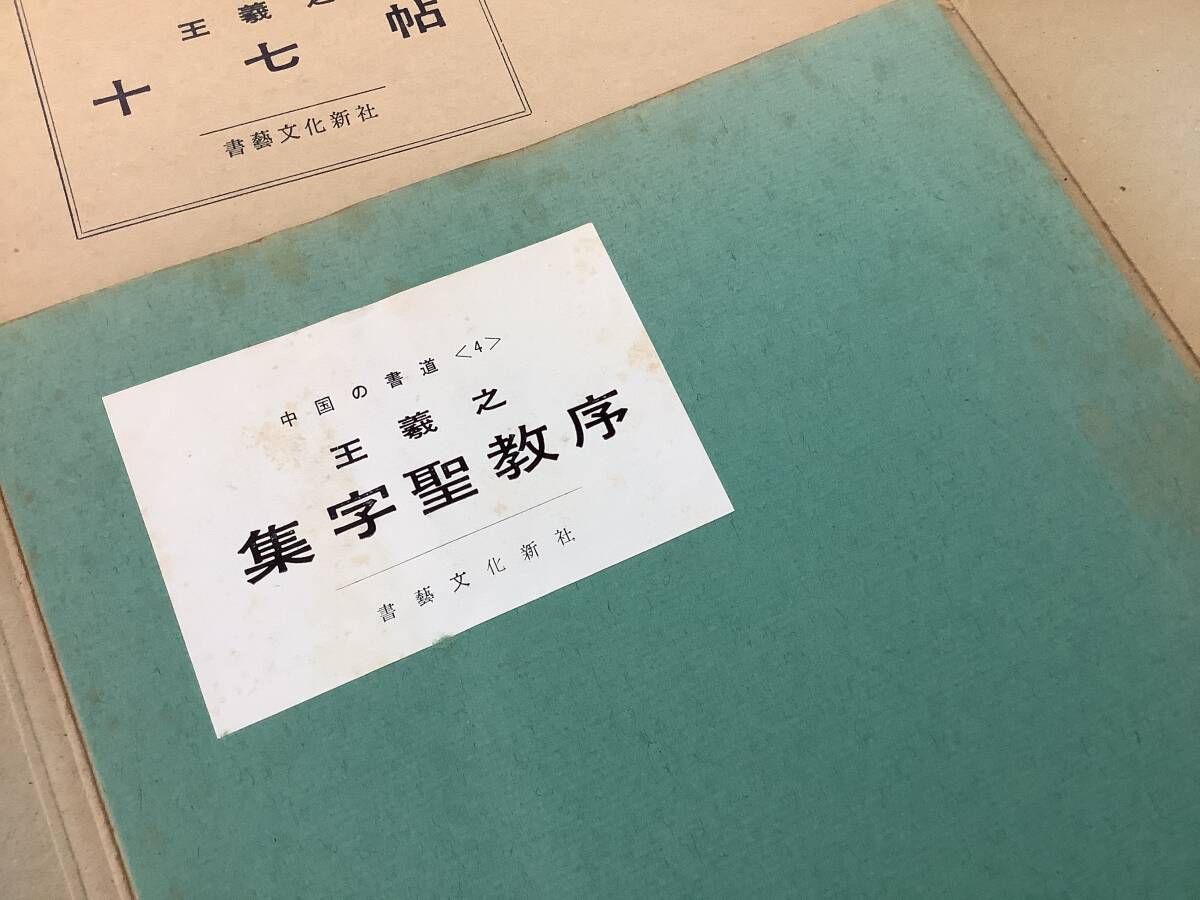 王羲之
十七帖
書藝文化新社
中国の書道〈4〉
王羲之
集字聖教序
書藝文化新社